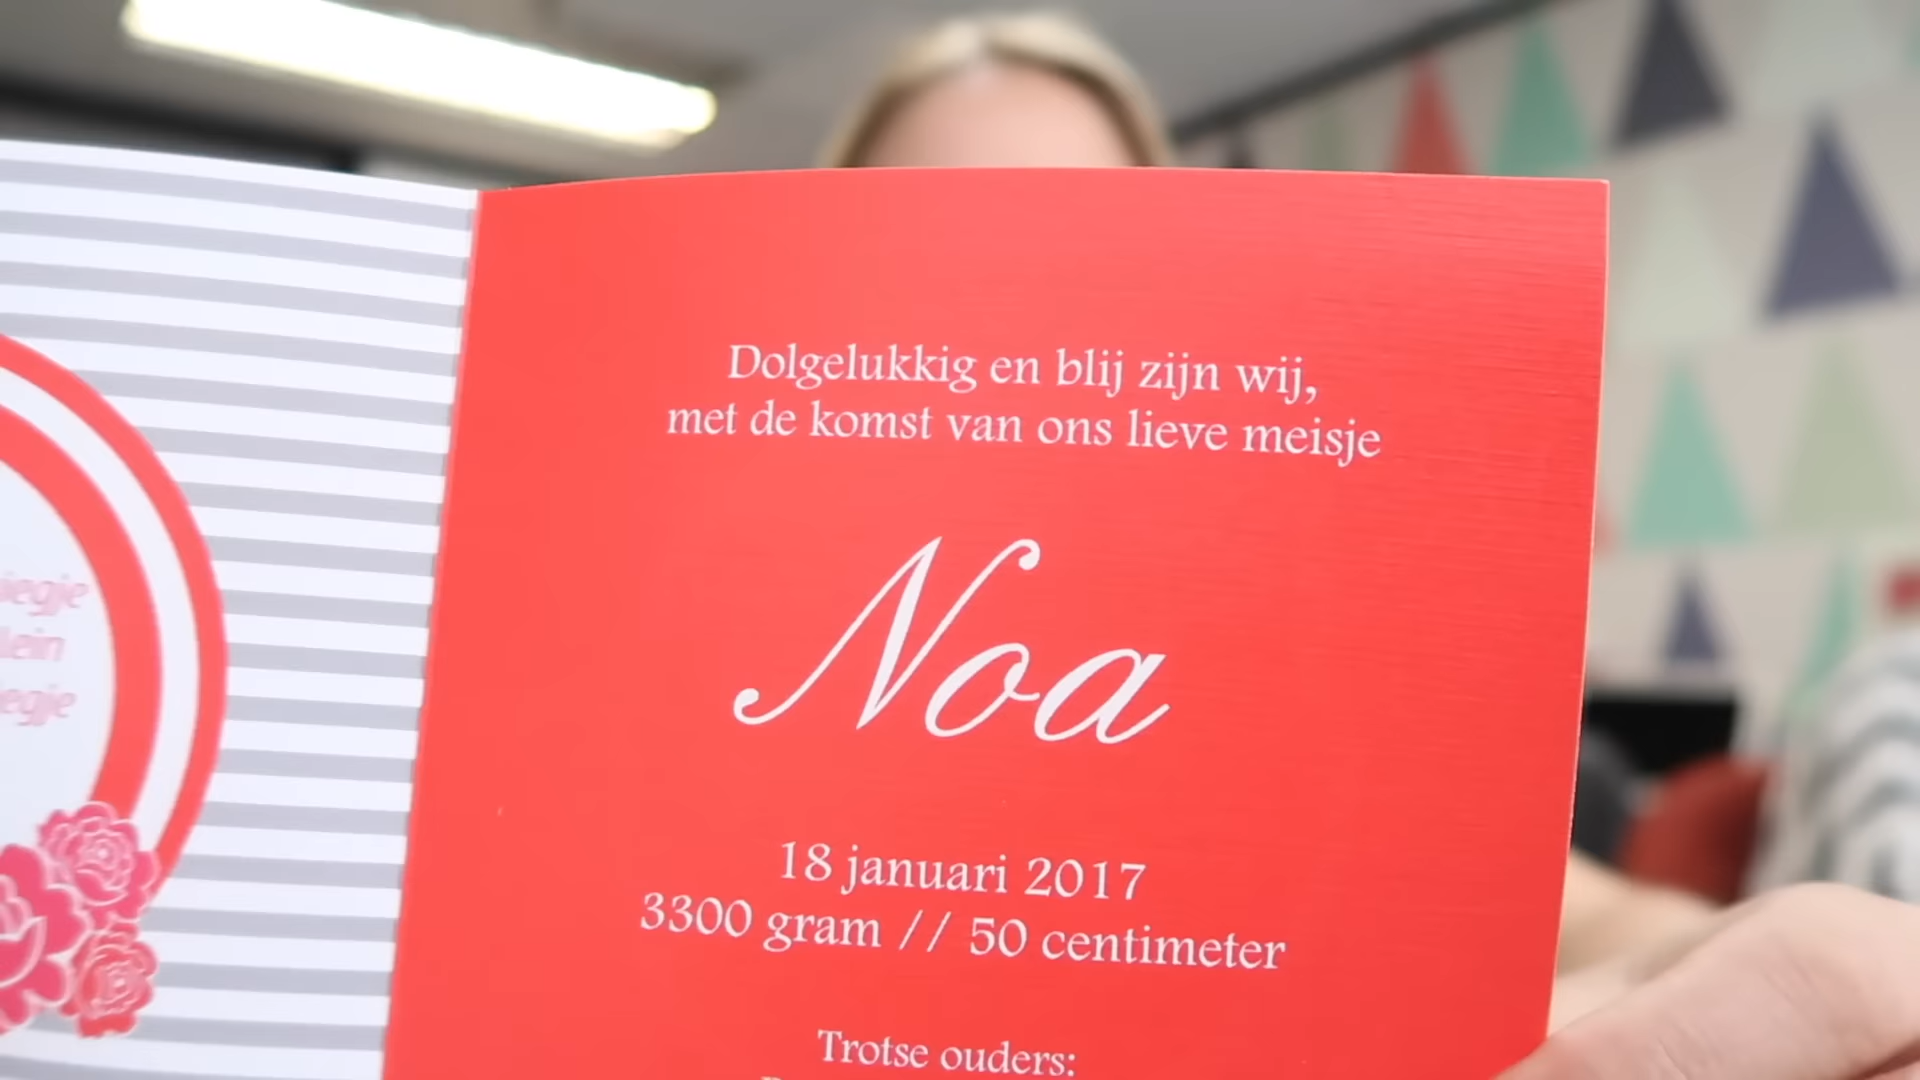 Dolgelukkig en blij zijn wij,
met de komst van ons lieve meisje
Noa
18 januari 2017
3300 gram // 50 centimeter
Trotse ouders: